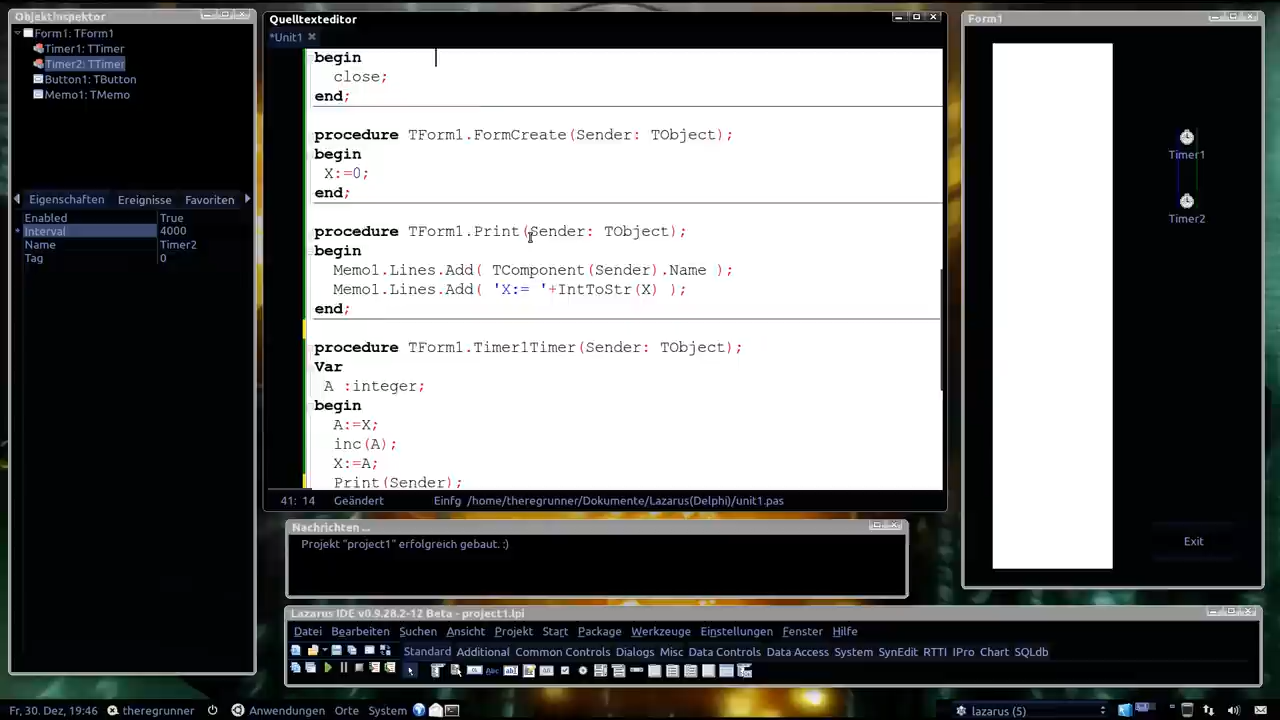 Objektinspektor
Form1: TForm1
Timer1: TTimer
Timer2: TTimer
Button1: TButton
Memo1: TMemo
Eigenschaften Ereignisse Favoriten
Enabled True
Interval 4000
Name Timer2
Tag 0
Quelltexteditor
*Unit1
begin
close;
end;
procedure TForm1.FormCreate(Sender: TObject);
begin
X:=0;
end;
procedure TForm1.Print(Sender: TObject);
begin
Memo1.Lines.Add( TComponent(Sender).Name );
Memo1.Lines.Add( 'X:= '+IntToStr(X) );
end;
procedure TForm1.Timer1Timer(Sender: TObject);
Var
A :integer;
begin
A:=X;
inc(A);
X:=A;
Print(Sender);
41: 14 Geändert Einfg /home/theregrunner/Dokumente/Lazarus(Delphi)/unit1.pas
Nachrichten ...
Projekt "project1" erfolgreich gebaut. :)
Form1
Timer1
Timer2
Exit
Lazarus IDE v0.9.28.2-12 Beta - project1.lpi
Datei Bearbeiten Suchen Ansicht Projekt Start Package Werkzeuge Einstellungen Fenster Hilfe
Standard Additional Common Controls Dialogs Misc Data Controls Data Access System SynEdit RTTI IPro Chart SQLdb
Fr, 30. Dez, 19:46 theregrunner Anwendungen Orte System lazarus (5)